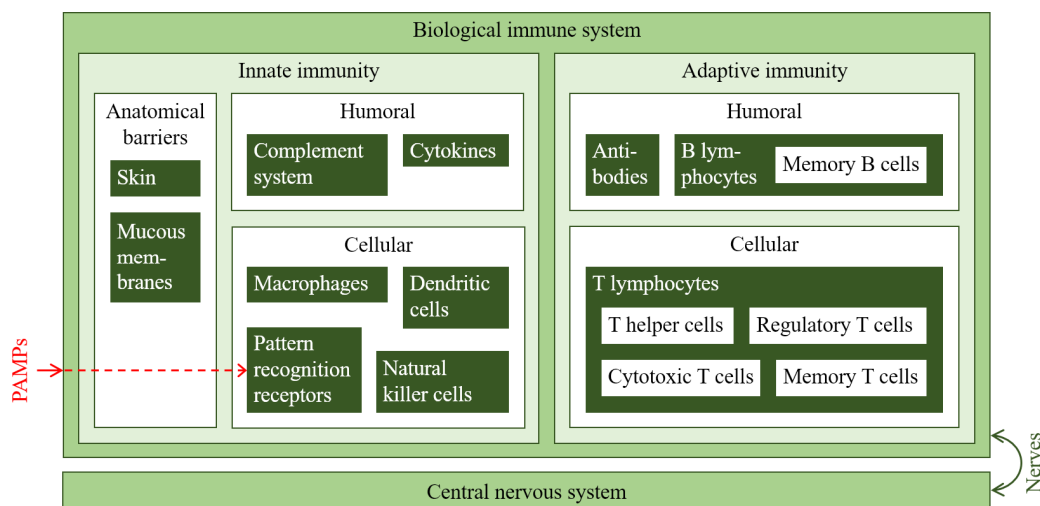 Biological immune system
Innate immunity
Anatomical
barriers
Skin
Mucous
mem-
branes
Humoral
Complement
system
Cytokines
Cellular
Macrophages
Dendritic
cells
Pattern
recognition
receptors
Natural
killer cells
Adaptive immunity
Humoral
Anti-
bodies
B lym-
phocytes
Memory B cells
Cellular
T lymphocytes
T helper cells
Regulatory T cells
Cytotoxic T cells
Memory T cells
PAMPs
Nerves
Central nervous system